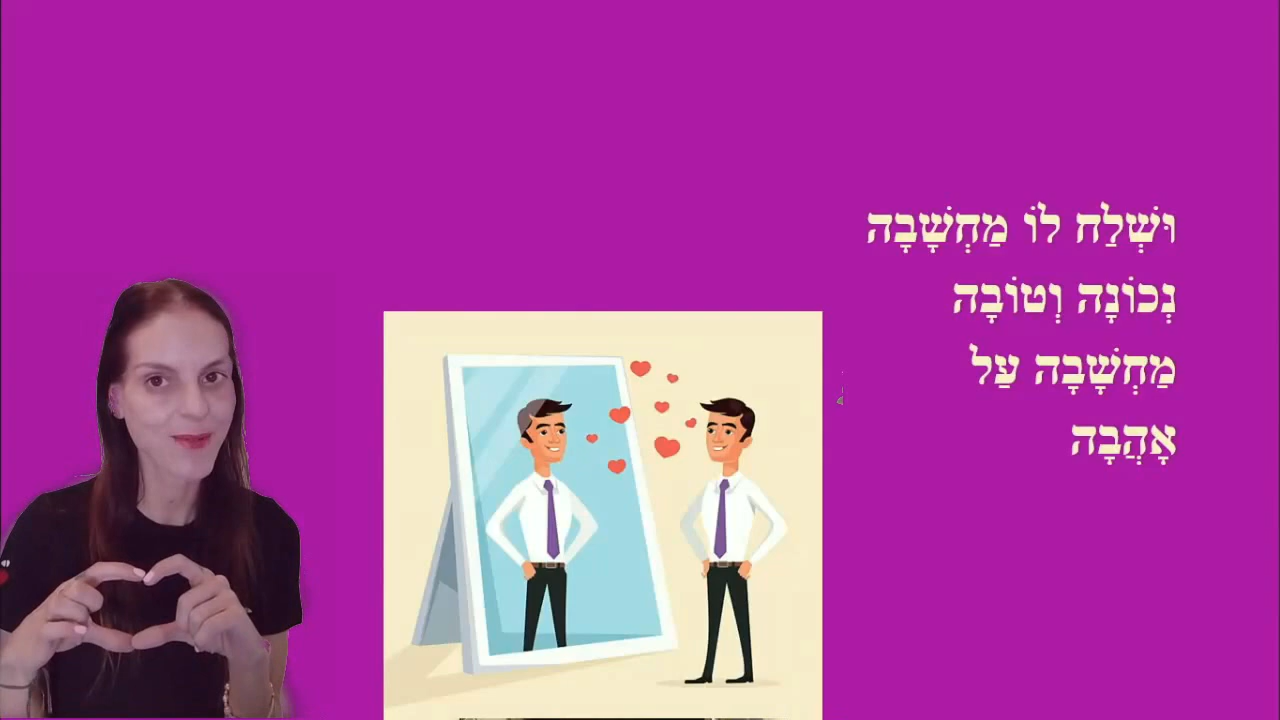 וּשְׁלַח לוֹ מַחְשָׁבָה
נְכוֹנָה וְטוֹבָה
מַחְשָׁבָה עַל
אָהֲבָה